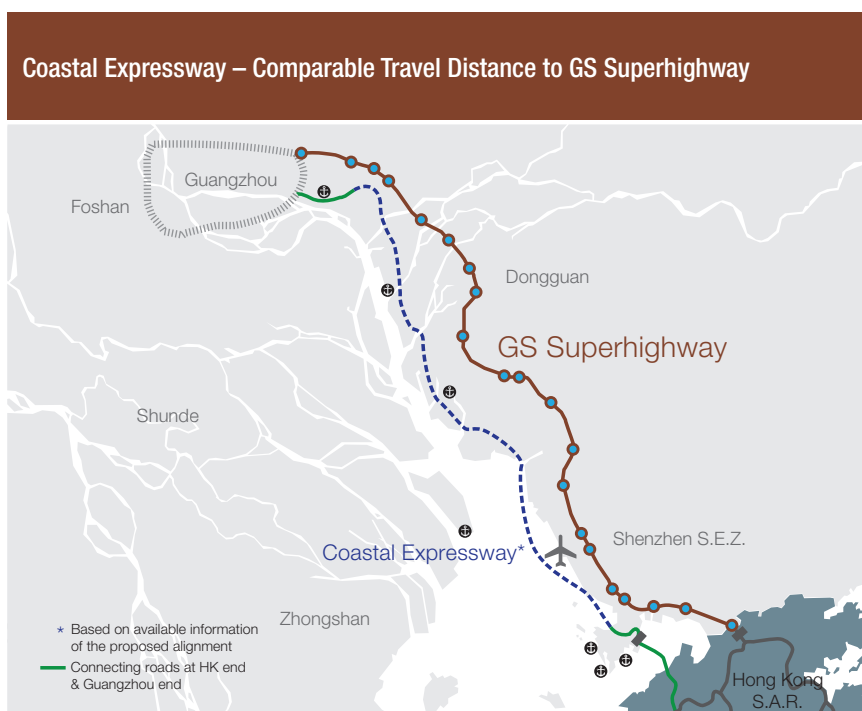 Coastal Expressway – Comparable Travel Distance to GS Superhighway
Guangzhou
Foshan
Dongguan
GS Superhighway
Shunde
Shenzhen S.E.Z.
Coastal Expressway*
Zhongshan
* Based on available information
of the proposed alignment
Connecting roads at HK end
& Guangzhou end
Hong Kong
S.A.R.